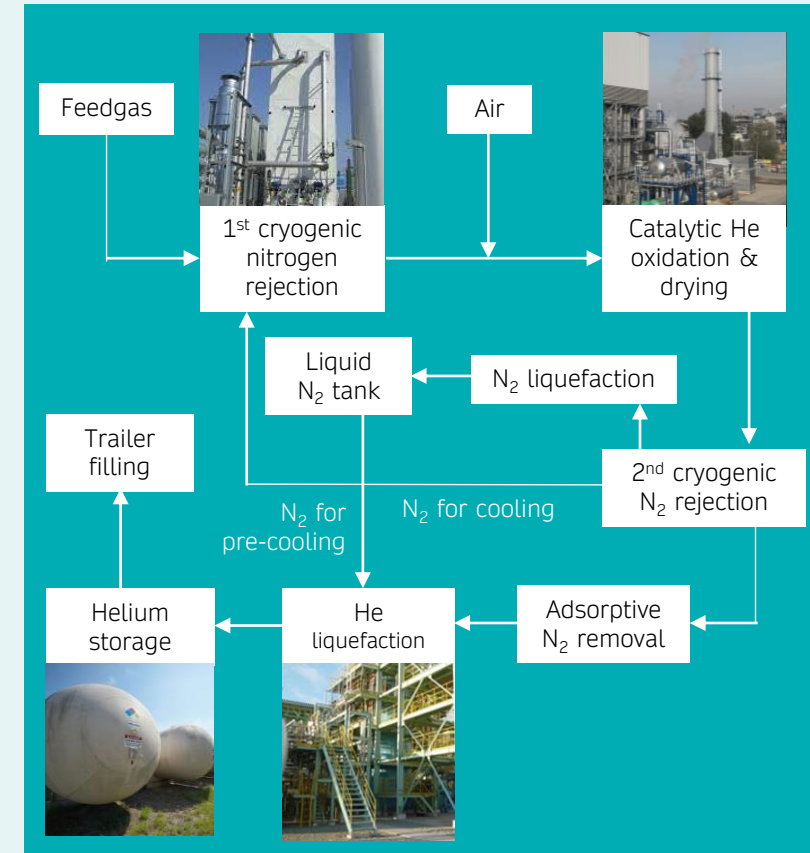 Feedgas
Air
1st cryogenic
nitrogen
rejection
Catalytic He
oxidation &
drying
Liquid
N₂ tank
N₂ liquefaction
Trailer
filling
2nd cryogenic
N₂ rejection
N₂ for
pre-cooling
N₂ for cooling
Helium
storage
He
liquefaction
Adsorptive
N₂ removal